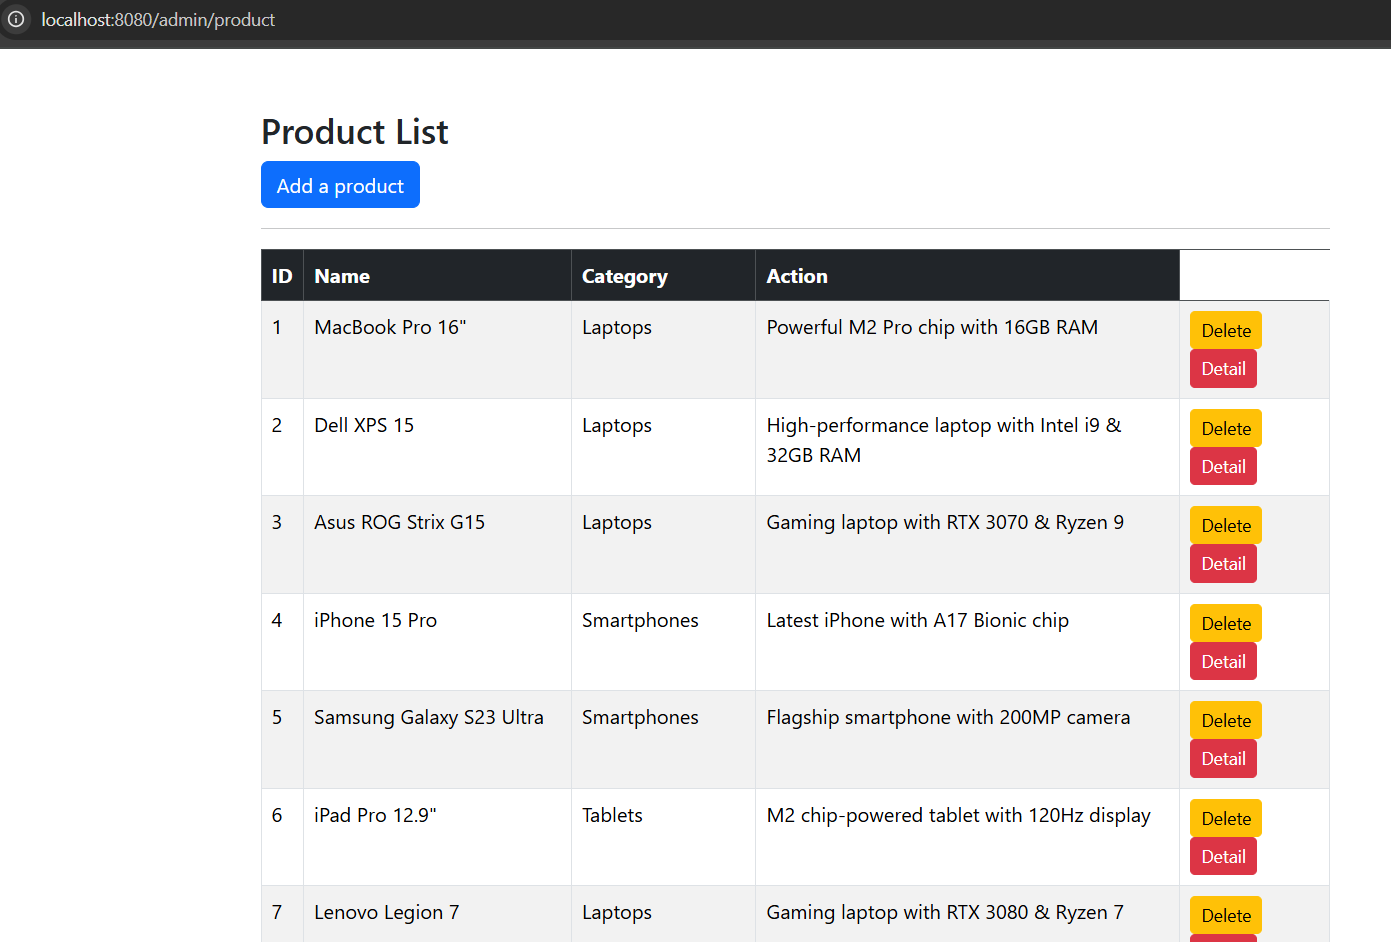 localhost:8080/admin/product
Product List
Add a product
ID Name Category Action
1 MacBook Pro 16" Laptops Powerful M2 Pro chip with 16GB RAM Delete
Detail
2 Dell XPS 15 Laptops High-performance laptop with Intel i9 & Delete
32GB RAM Detail
3 Asus ROG Strix G15 Laptops Gaming laptop with RTX 3070 & Ryzen 9 Delete
Detail
4 iPhone 15 Pro Smartphones Latest iPhone with A17 Bionic chip Delete
Detail
5 Samsung Galaxy S23 Ultra Smartphones Flagship smartphone with 200MP camera Delete
Detail
6 iPad Pro 12.9" Tablets M2 chip-powered tablet with 120Hz display Delete
Detail
7 Lenovo Legion 7 Laptops Gaming laptop with RTX 3080 & Ryzen 7 Delete